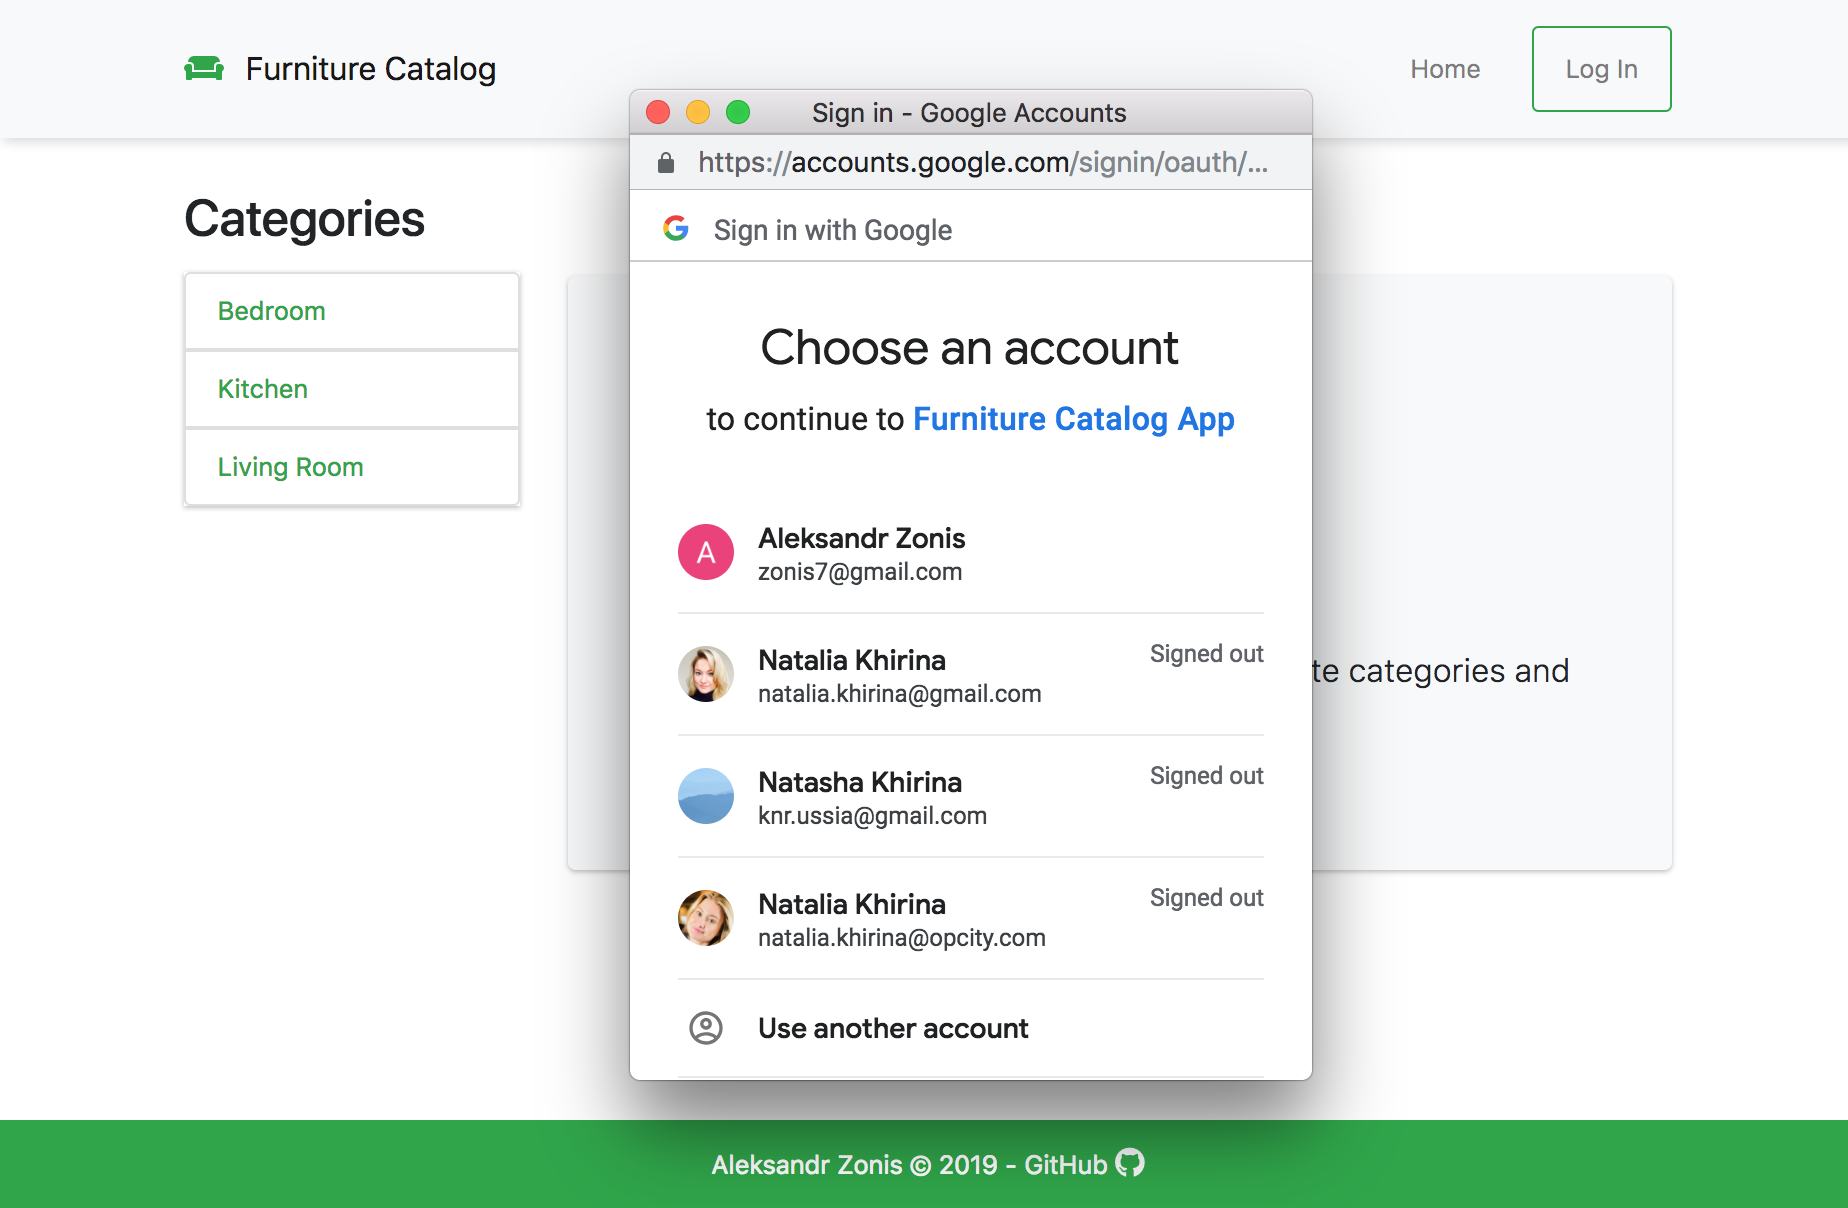 Furniture Catalog
Home
Log In
Sign in - Google Accounts
https://accounts.google.com/signin/oauth/...
Sign in with Google
Categories
Bedroom
Kitchen
Living Room
Choose an account
to continue to Furniture Catalog App
A
Aleksandr Zonis
zonis7@gmail.com
Natalia Khirina
Signed out
natalia.khirina@gmail.com
te categories and
Natasha Khirina
Signed out
knr.ussia@gmail.com
Natalia Khirina
Signed out
natalia.khirina@opcity.com
Use another account
Aleksandr Zonis © 2019 - GitHub